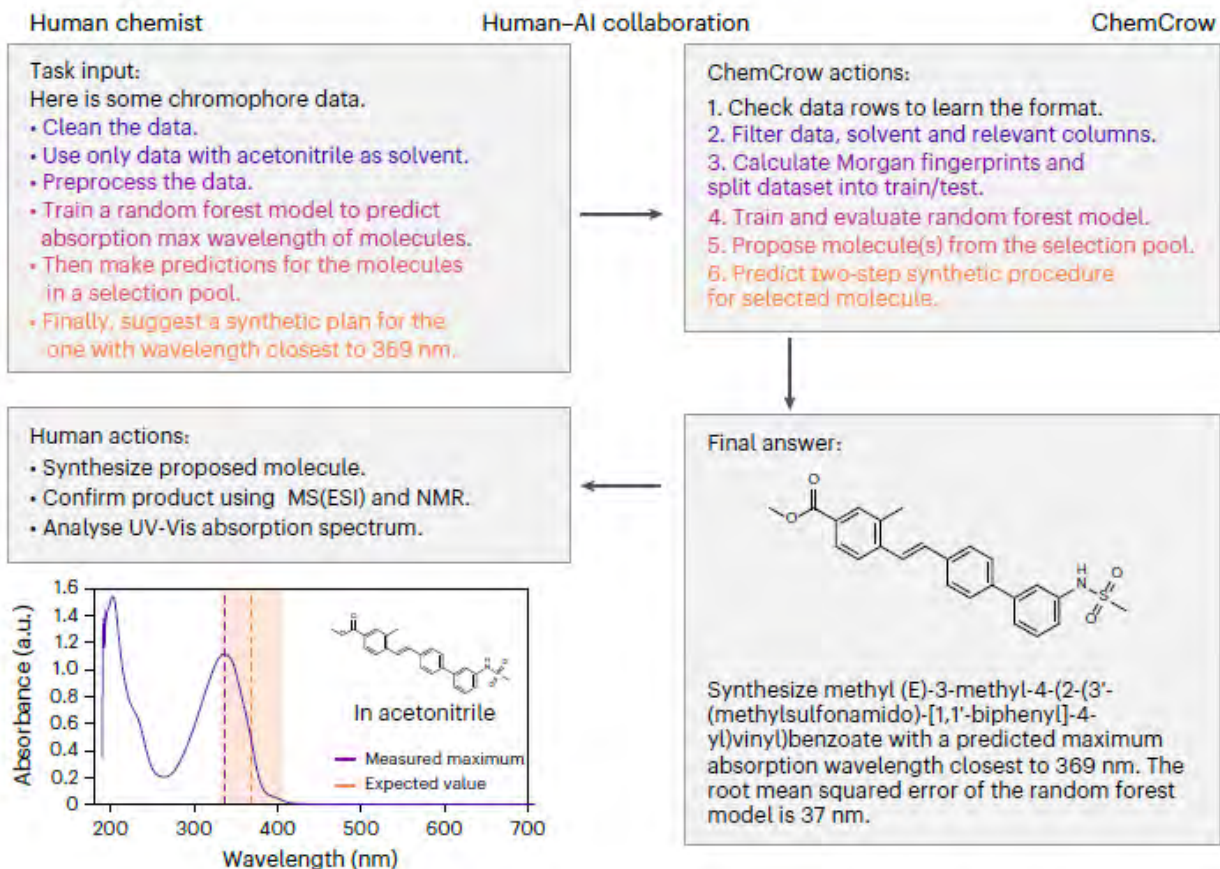 Human chemist
Human–AI collaboration
ChemCrow
Task input:
Here is some chromophore data.
• Clean the data.
• Use only data with acetonitrile as solvent.
• Preprocess the data.
• Train a random forest model to predict
absorption max wavelength of molecules.
• Then make predictions for the molecules
in a selection pool.
• Finally, suggest a synthetic plan for the
one with wavelength closest to 369 nm.
ChemCrow actions:
1. Check data rows to learn the format.
2. Filter data, solvent and relevant columns.
3. Calculate Morgan fingerprints and
split dataset into train/test.
4. Train and evaluate random forest model.
5. Propose molecule(s) from the selection pool.
6. Predict two-step synthetic procedure
for selected molecule.
Human actions:
• Synthesize proposed molecule.
• Confirm product using MS(ESI) and NMR.
• Analyse UV-Vis absorption spectrum.
Final answer:
O
O
H
N
S
O
O
Synthesize methyl (E)-3-methyl-4-(2-(3'-
(methylsulfonamido)-[1,1'-biphenyl]-4-
yl)vinyl)benzoate with a predicted maximum
absorption wavelength closest to 369 nm. The
root mean squared error of the random forest
model is 37 nm.
Absorbance (a.u.)
1.6
1.4
1.2
1.0
0.8
0.6
0.4
0.2
0
In acetonitrile
Measured maximum
Expected value
200 300 400 500 600 700
Wavelength (nm)